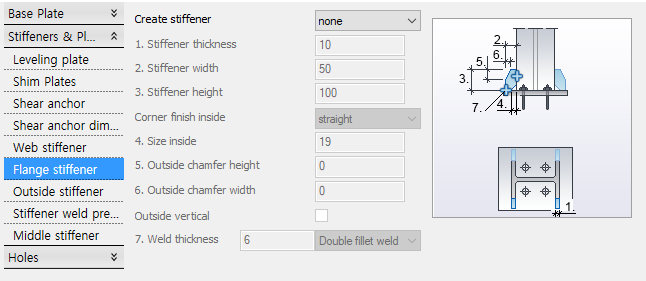 Base Plate
Stiffeners & Pl...
Leveling plate
Shim Plates
Shear anchor
Shear anchor dim...
Web stiffener
Flange stiffener
Outside stiffener
Stiffener weld pre...
Middle stiffener
Holes
Create stiffener none
1. Stiffener thickness 10
2. Stiffener width 50
3. Stiffener height 100
Corner finish inside straight
4. Size inside 19
5. Outside chamfer height 0
6. Outside chamfer width 0
Outside vertical
7. Weld thickness 6 Double fillet weld
2.
6.
5.
3.
7.
4.
1.